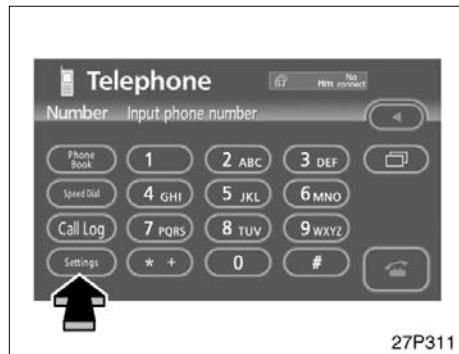 Telephone
No
Hm connect
Number Input phone number
Phone
Book
1 2 ABC 3 DEF
Speed Dial 4 GHI 5 JKL 6 MNO
Call Log 7 PQRS 8 TUV 9 WXYZ
Settings * + 0 #
27P311